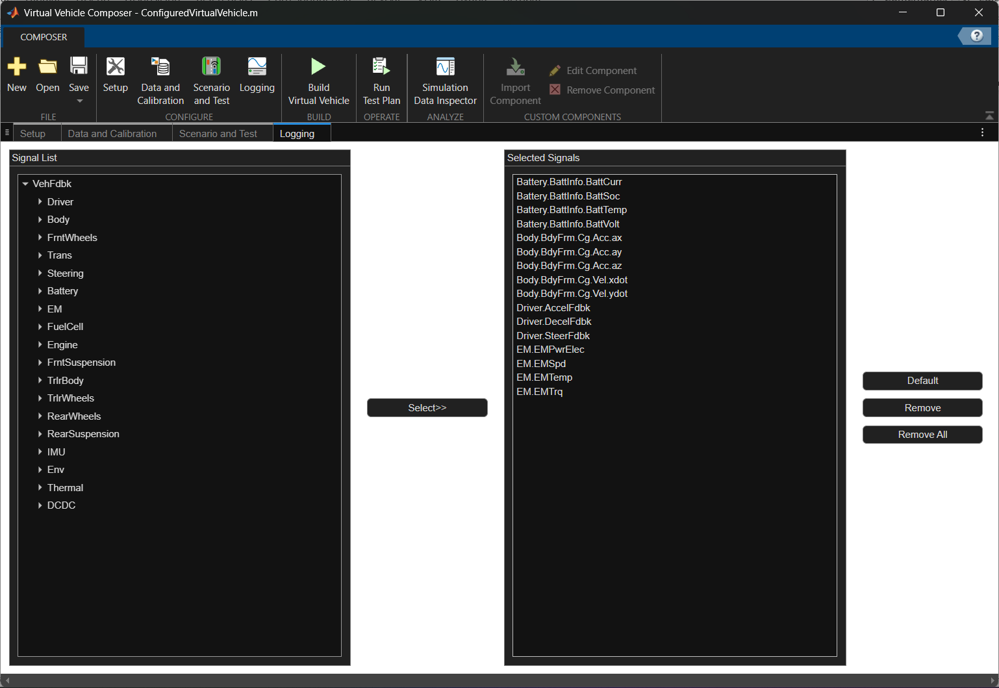 Virtual Vehicle Composer - ConfiguredVirtualVehicle.m
COMPOSER
?
New
Open
Save
Setup
Data and
Calibration
Scenario
and Test
Logging
Build
Virtual Vehicle
Run
Test Plan
Simulation
Data Inspector
Import
Component
Edit Component
Remove Component
FILE
CONFIGURE
BUILD
OPERATE
ANALYZE
CUSTOM COMPONENTS
Setup
Data and Calibration
Scenario and Test
Logging
Signal List
VehFdbk
Driver
Body
FrntWheels
Trans
Steering
Battery
EM
FuelCell
Engine
FrntSuspension
TrlrBody
TrlrWheels
RearWheels
RearSuspension
IMU
Env
Thermal
DCDC
Select>>
Selected Signals
Battery.BattInfo.BattCurr
Battery.BattInfo.BattSoc
Battery.BattInfo.BattTemp
Battery.BattInfo.BattVolt
Body.BdyFrm.Cg.Acc.ax
Body.BdyFrm.Cg.Acc.ay
Body.BdyFrm.Cg.Acc.az
Body.BdyFrm.Cg.Vel.xdot
Body.BdyFrm.Cg.Vel.ydot
Driver.AccelFdbk
Driver.DecelFdbk
Driver.SteerFdbk
EM.EMPwrElec
EM.EMSpd
EM.EMTemp
EM.EMTrq
Default
Remove
Remove All